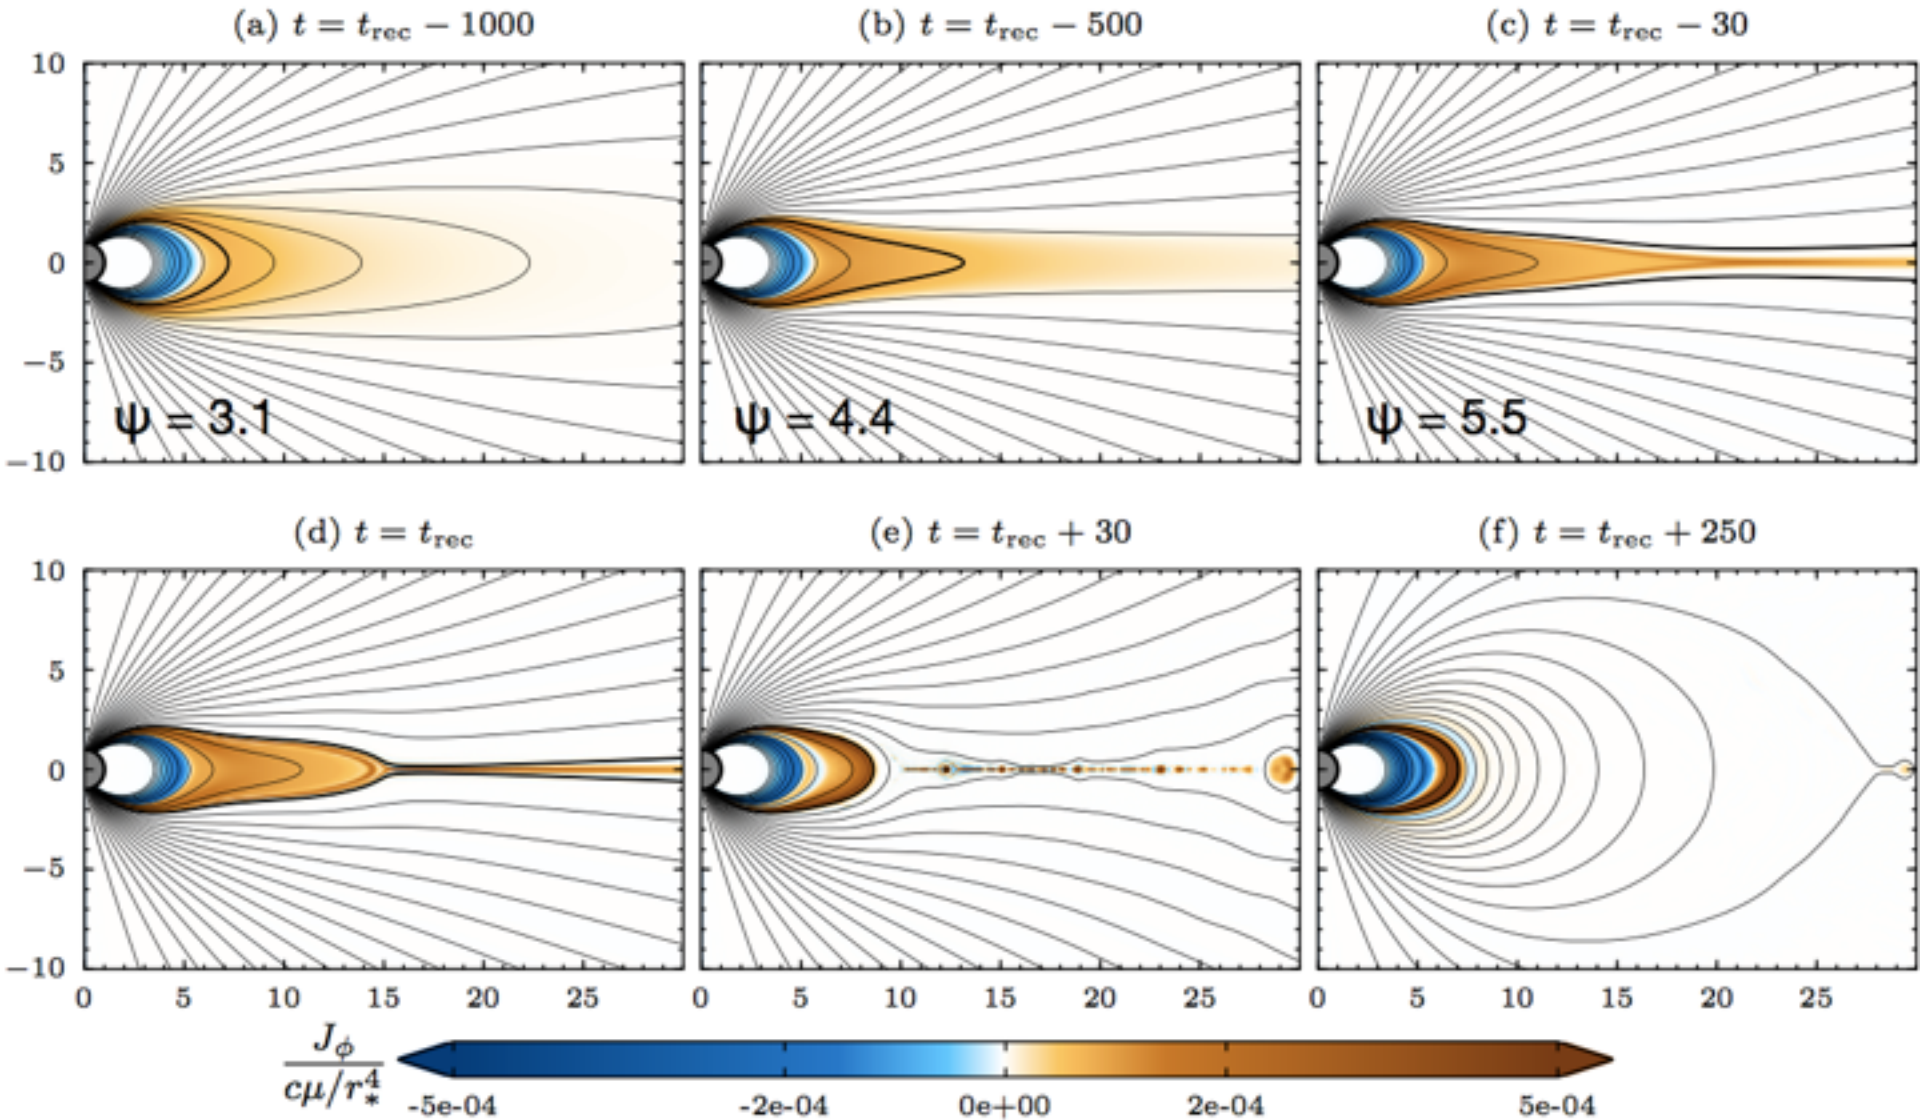 (a) t = t_rec − 1000
(b) t = t_rec − 500
(c) t = t_rec − 30
10
5
0
−5
−10
ψ = 3.1
ψ = 4.4
ψ = 5.5
(d) t = t_rec
(e) t = t_rec + 30
(f) t = t_rec + 250
10
5
0
−5
−10
0 5 10 15 20 25
0 5 10 15 20 25
0 5 10 15 20 25
J_ϕ
cμ/r_*^4
-5e-04 -2e-04 0e+00 2e-04 5e-04